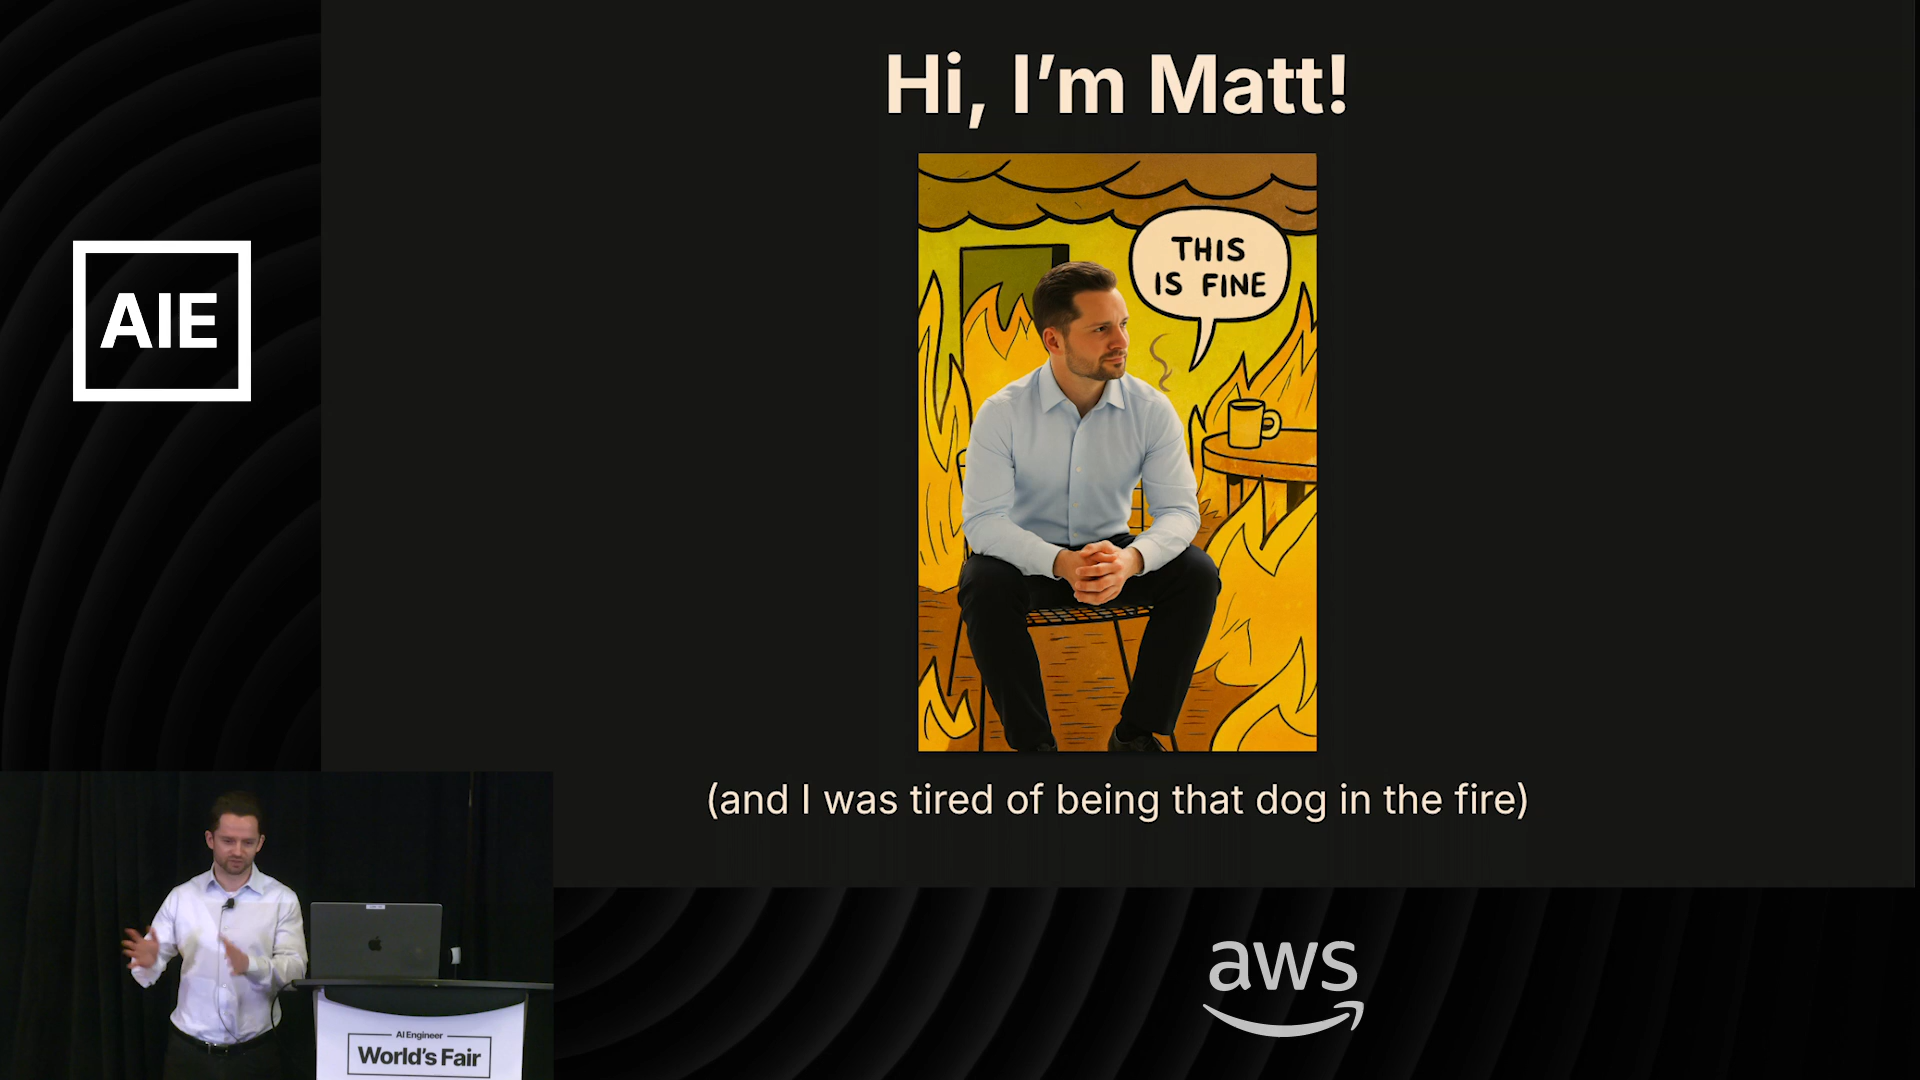 Hi, I’m Matt!
THIS
IS FINE
AIE
(and I was tired of being that dog in the fire)
aws
AI Engineer
World's Fair